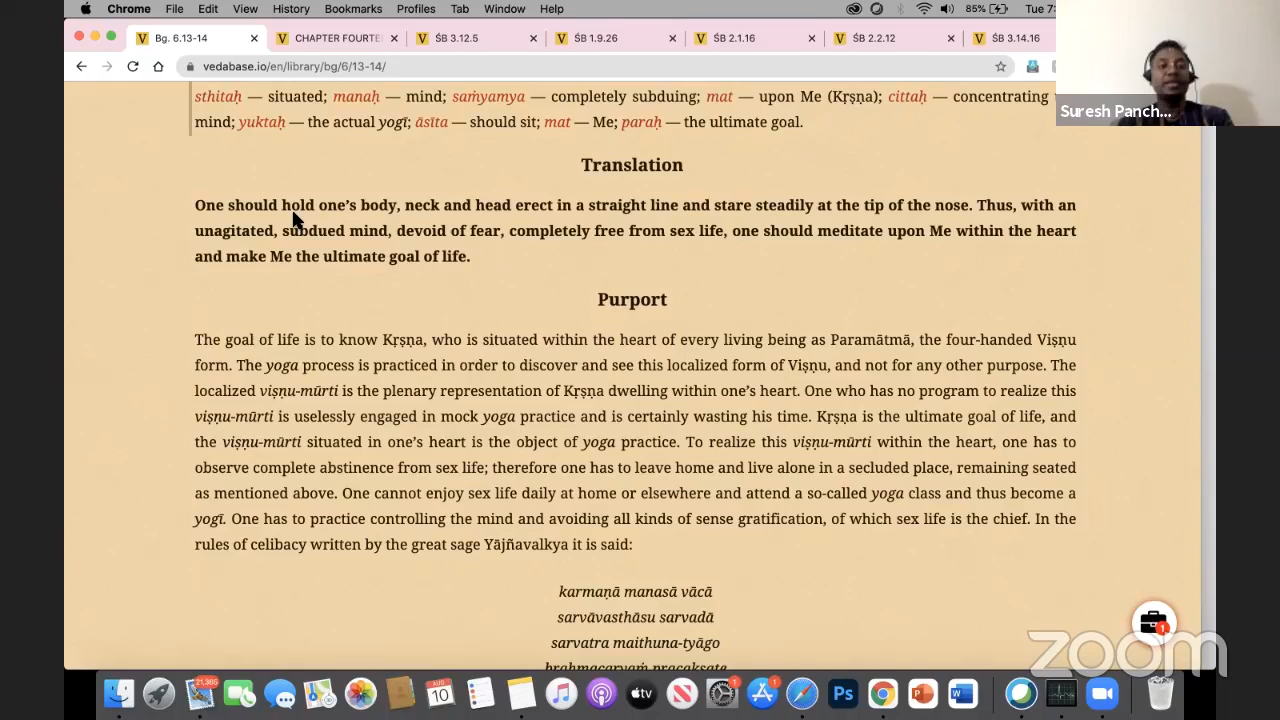 Chrome File Edit View History Bookmarks Profiles Tab Window Help 85% Tue 7:
Bg. 6.13-14 CHAPTER FOURTE ŚB 3.12.5 ŚB 1.9.26 ŚB 2.1.16 ŚB 2.2.12 ŚB 3.14.16
vedabase.io/en/library/bg/6/13-14/
Suresh Panch...
sthitaḥ — situated; manaḥ — mind; saṁyamya — completely subduing; mat — upon Me (Kṛṣṇa); cittaḥ — concentrating
mind; yuktaḥ — the actual yogī; āsīta — should sit; mat — Me; paraḥ — the ultimate goal.
Translation
One should hold one’s body, neck and head erect in a straight line and stare steadily at the tip of the nose. Thus, with an
unagitated, subdued mind, devoid of fear, completely free from sex life, one should meditate upon Me within the heart
and make Me the ultimate goal of life.
Purport
The goal of life is to know Kṛṣṇa, who is situated within the heart of every living being as Paramātmā, the four-handed Viṣṇu
form. The yoga process is practiced in order to discover and see this localized form of Viṣṇu, and not for any other purpose. The
localized viṣṇu-mūrti is the plenary representation of Kṛṣṇa dwelling within one’s heart. One who has no program to realize this
viṣṇu-mūrti is uselessly engaged in mock yoga practice and is certainly wasting his time. Kṛṣṇa is the ultimate goal of life, and
the viṣṇu-mūrti situated in one’s heart is the object of yoga practice. To realize this viṣṇu-mūrti within the heart, one has to
observe complete abstinence from sex life; therefore one has to leave home and live alone in a secluded place, remaining seated
as mentioned above. One cannot enjoy sex life daily at home or elsewhere and attend a so-called yoga class and thus become a
yogī. One has to practice controlling the mind and avoiding all kinds of sense gratification, of which sex life is the chief. In the
rules of celibacy written by the great sage Yājñavalkya it is said:
karmaṇā manasā vācā
sarvāvasthāsu sarvadā
sarvatra maithuna-tyāgo
brahmacaryaṁ pracakṣate
1
zoom
21,365 AUG 10 tv 1 1 Ps P W